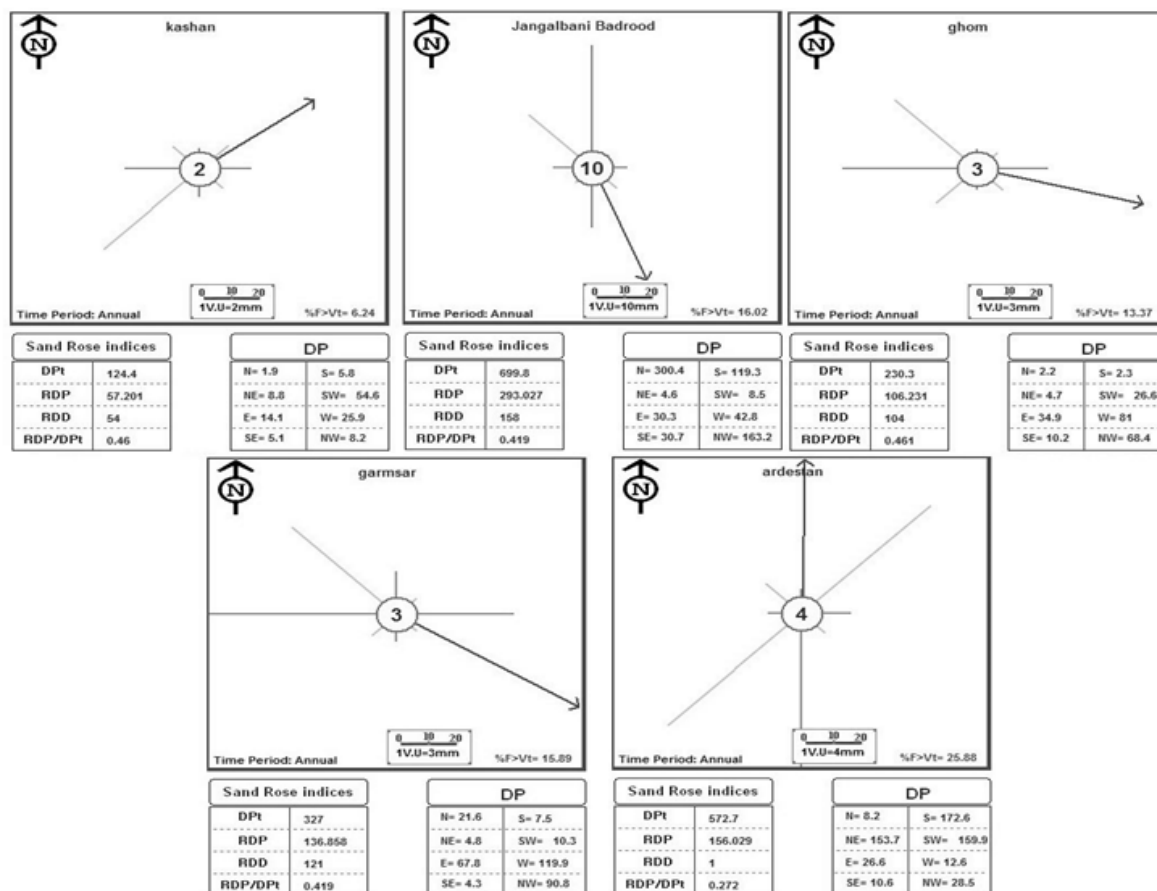 kashan
N
2
0 10 20
1V.U=2mm
Time Period: Annual
%F>Vt= 6.24
Jangalbani Badrood
N
10
0 10 20
1V.U=10mm
Time Period: Annual
%F>Vt= 16.02
ghom
N
3
0 10 20
1V.U=3mm
Time Period: Annual
%F>Vt= 13.37
Sand Rose indices
DPt 124.4
RDP 57.201
RDD 54
RDP/DPt 0.46
DP
N= 1.9 S= 5.8
NE= 8.8 SW= 54.6
E= 14.1 W= 25.9
SE= 5.1 NW= 8.2
Sand Rose indices
DPt 699.8
RDP 293.027
RDD 158
RDP/DPt 0.419
DP
N= 300.4 S= 119.3
NE= 4.6 SW= 8.5
E= 30.3 W= 42.8
SE= 30.7 NW= 163.2
Sand Rose indices
DPt 230.3
RDP 106.231
RDD 104
RDP/DPt 0.461
DP
N= 2.2 S= 2.3
NE= 4.7 SW= 26.6
E= 34.9 W= 81
SE= 10.2 NW= 68.4
garmsar
N
3
0 10 20
1V.U=3mm
Time Period: Annual
%F>Vt= 15.89
ardestan
N
4
0 10 20
1V.U=4mm
Time Period: Annual
%F>Vt= 25.88
Sand Rose indices
DPt 327
RDP 136.858
RDD 121
RDP/DPt 0.419
DP
N= 21.6 S= 7.5
NE= 4.8 SW= 10.3
E= 67.8 W= 119.9
SE= 4.3 NW= 90.8
Sand Rose indices
DPt 572.7
RDP 156.029
RDD 1
RDP/DPt 0.272
DP
N= 8.2 S= 172.6
NE= 153.7 SW= 159.9
E= 26.6 W= 12.6
SE= 10.6 NW= 28.5